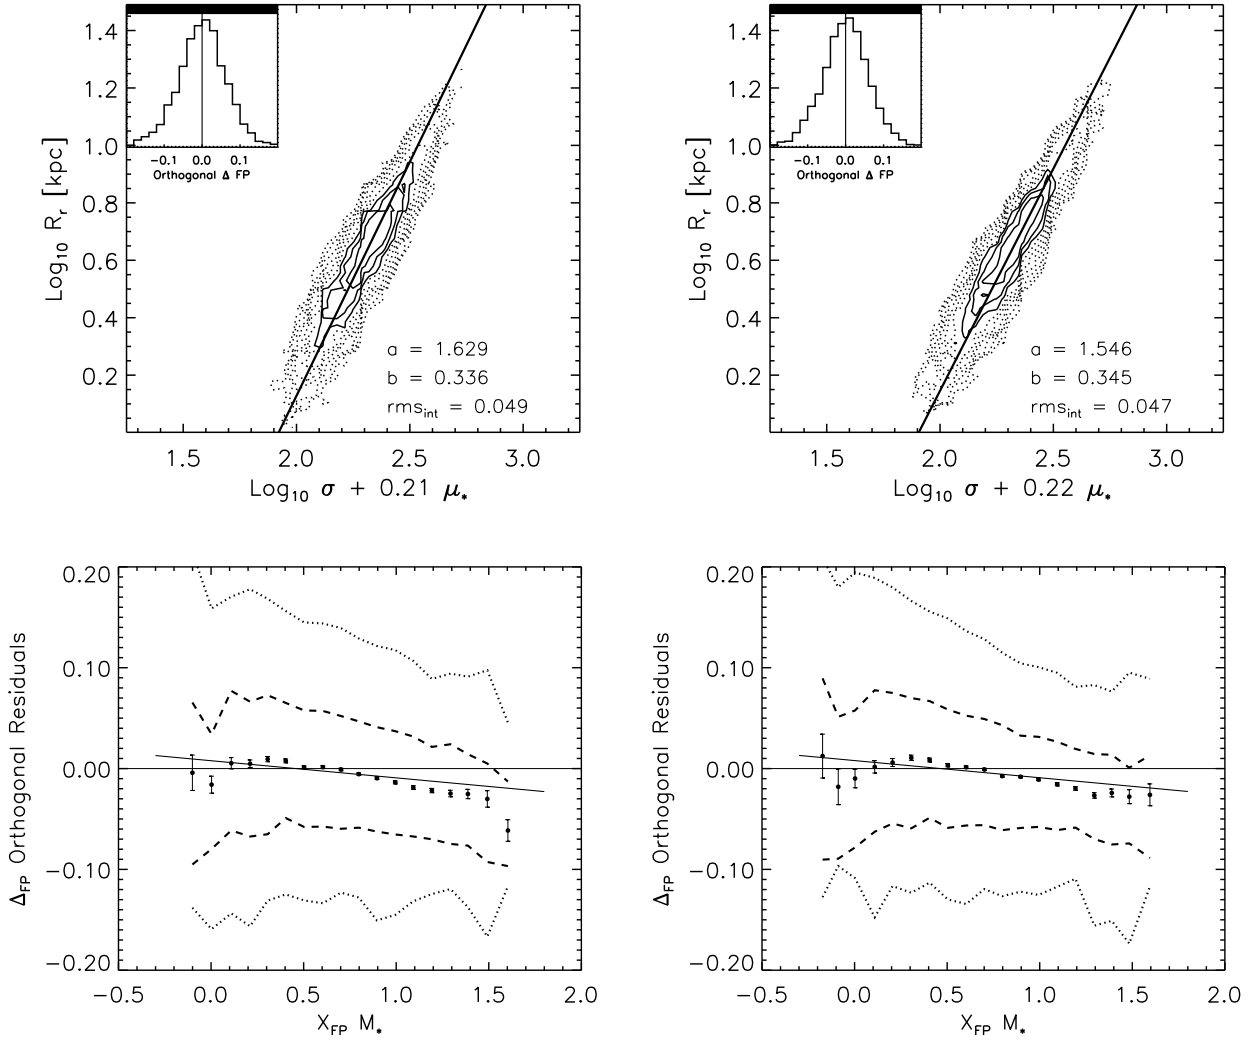 1.4
1.2
1.0
0.8
0.6
0.4
0.2
Log₁₀ Rᵣ [kpc]
−0.1 0.0 0.1
Orthogonal Δ FP
a = 1.629
b = 0.336
rms_int = 0.049
1.5 2.0 2.5 3.0
Log₁₀ σ + 0.21 μ*
1.4
1.2
1.0
0.8
0.6
0.4
0.2
Log₁₀ Rᵣ [kpc]
−0.1 0.0 0.1
Orthogonal Δ FP
a = 1.546
b = 0.345
rms_int = 0.047
1.5 2.0 2.5 3.0
Log₁₀ σ + 0.22 μ*
0.20
0.10
0.00
−0.10
−0.20
Δ_FP Orthogonal Residuals
−0.5 0.0 0.5 1.0 1.5 2.0
X_FP M*
0.20
0.10
0.00
−0.10
−0.20
Δ_FP Orthogonal Residuals
−0.5 0.0 0.5 1.0 1.5 2.0
X_FP M*